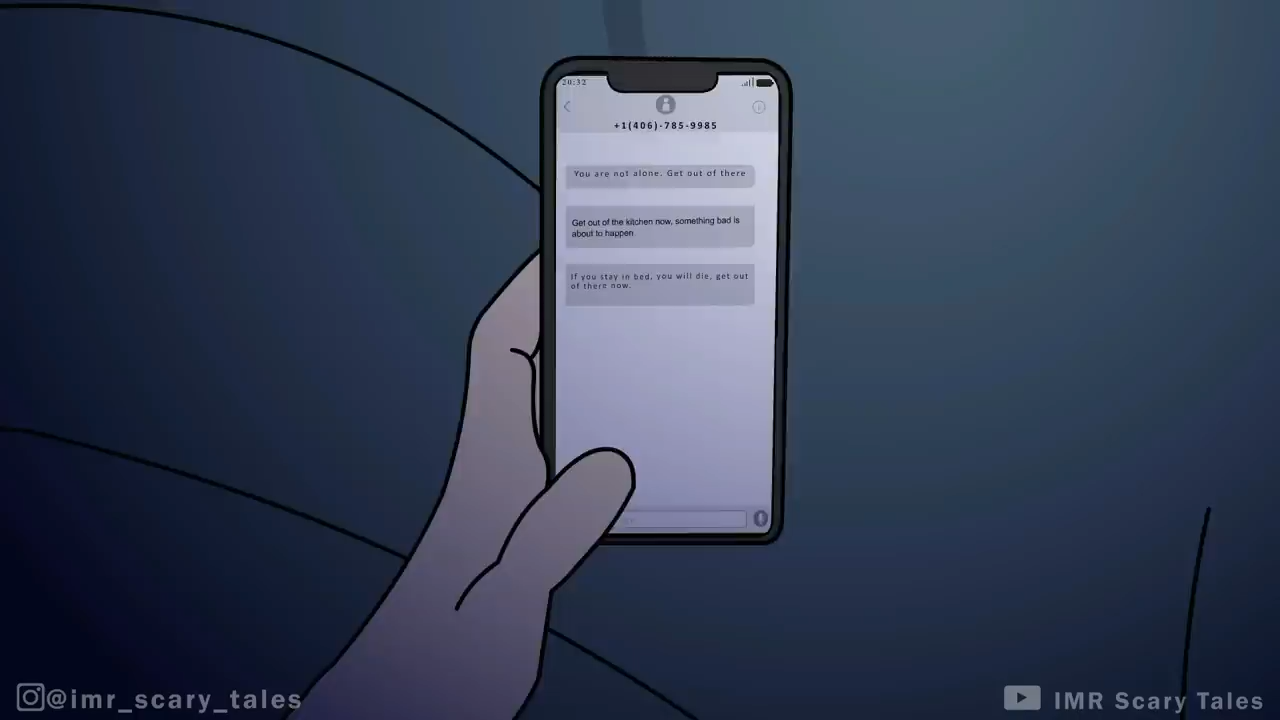 20:32
+1(406)-785-9985
You are not alone. Get out of there
Get out of the kitchen now, something bad is
about to happen
If you stay in bed, you will die, get out
of there now.
@imr_scary_tales
IMR Scary Tales